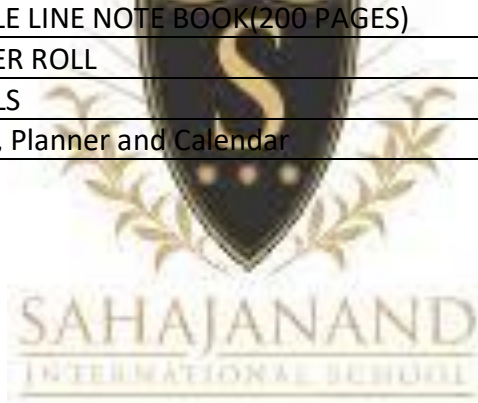 LE LINE NOTE BOOK(200 PAGES)
ER ROLL
LS
, Planner and Calendar
S
SAHAJANAND
INTERNATIONAL SCHOOL